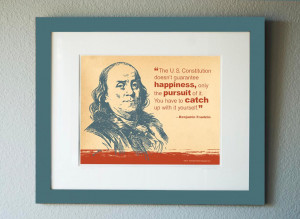 "The U.S. Constitution
doesn't guarantee
happiness, only
the pursuit of it.
You have to catch
up with it yourself."
- Benjamin Franklin